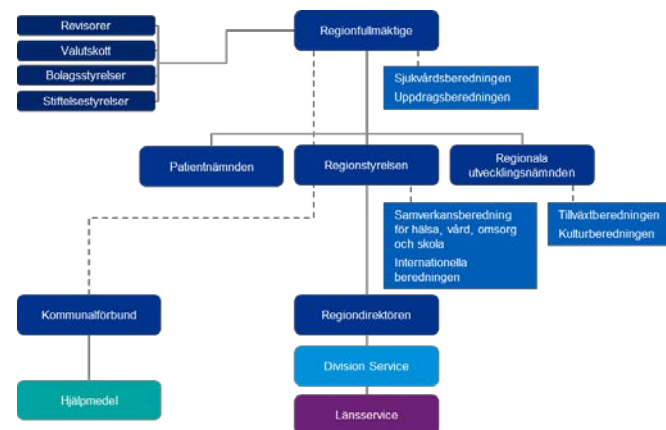 Revisorer
Valutskott
Bolagsstyrelser
Stiftelsestyrelser
Regionfullmäktige
Sjukvårdsberedningen
Uppdragsberedningen
Patientnämnden
Regionstyrelsen
Regionala
utvecklingsnämnden
Samverkansberedning
för hälsa, vård, omsorg
och skola
Internationella
beredningen
Tillväxtberedningen
Kulturberedningen
Kommunalförbund
Regiondirektören
Hjälpmedel
Division Service
Länsservice